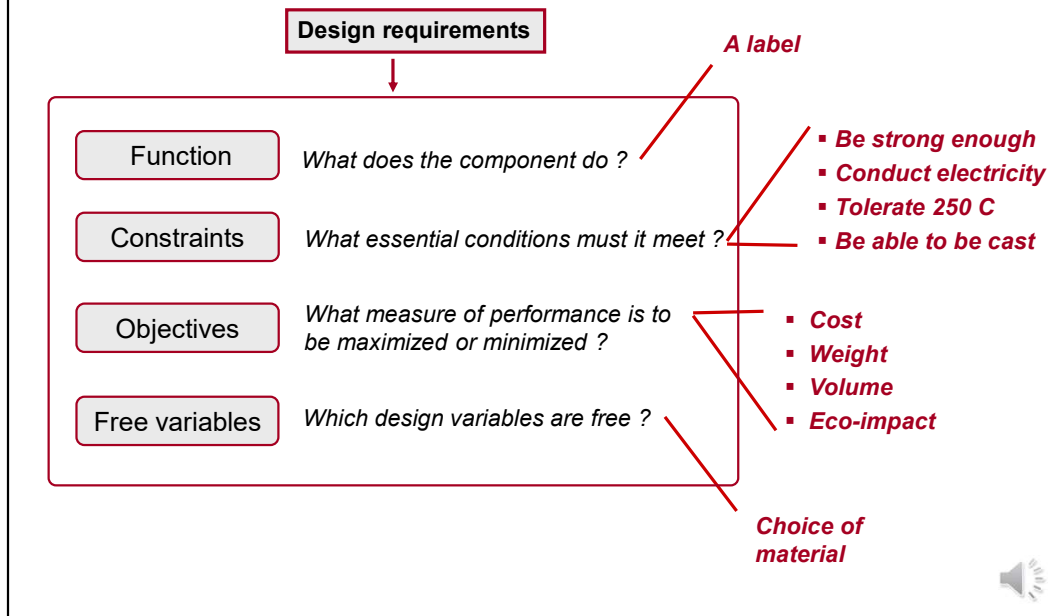 Design requirements
A label
Function
What does the component do ?
▪ Be strong enough
▪ Conduct electricity
▪ Tolerate 250 C
▪ Be able to be cast
Constraints
What essential conditions must it meet ?
Objectives
What measure of performance is to
be maximized or minimized ?
▪ Cost
▪ Weight
▪ Volume
▪ Eco-impact
Free variables
Which design variables are free ?
Choice of
material